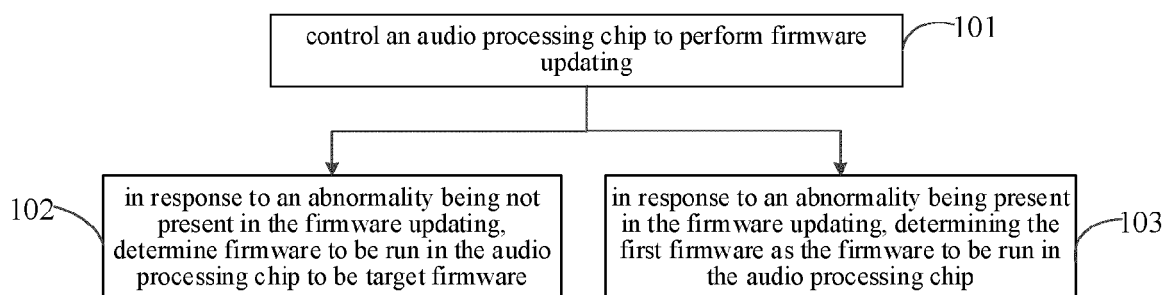 control an audio processing chip to perform firmware
updating
101
in response to an abnormality being not
present in the firmware updating,
determine firmware to be run in the audio
processing chip to be target firmware
102
in response to an abnormality being present
in the firmware updating, determining the
the first firmware as the firmware to be run in
the audio processing chip
103